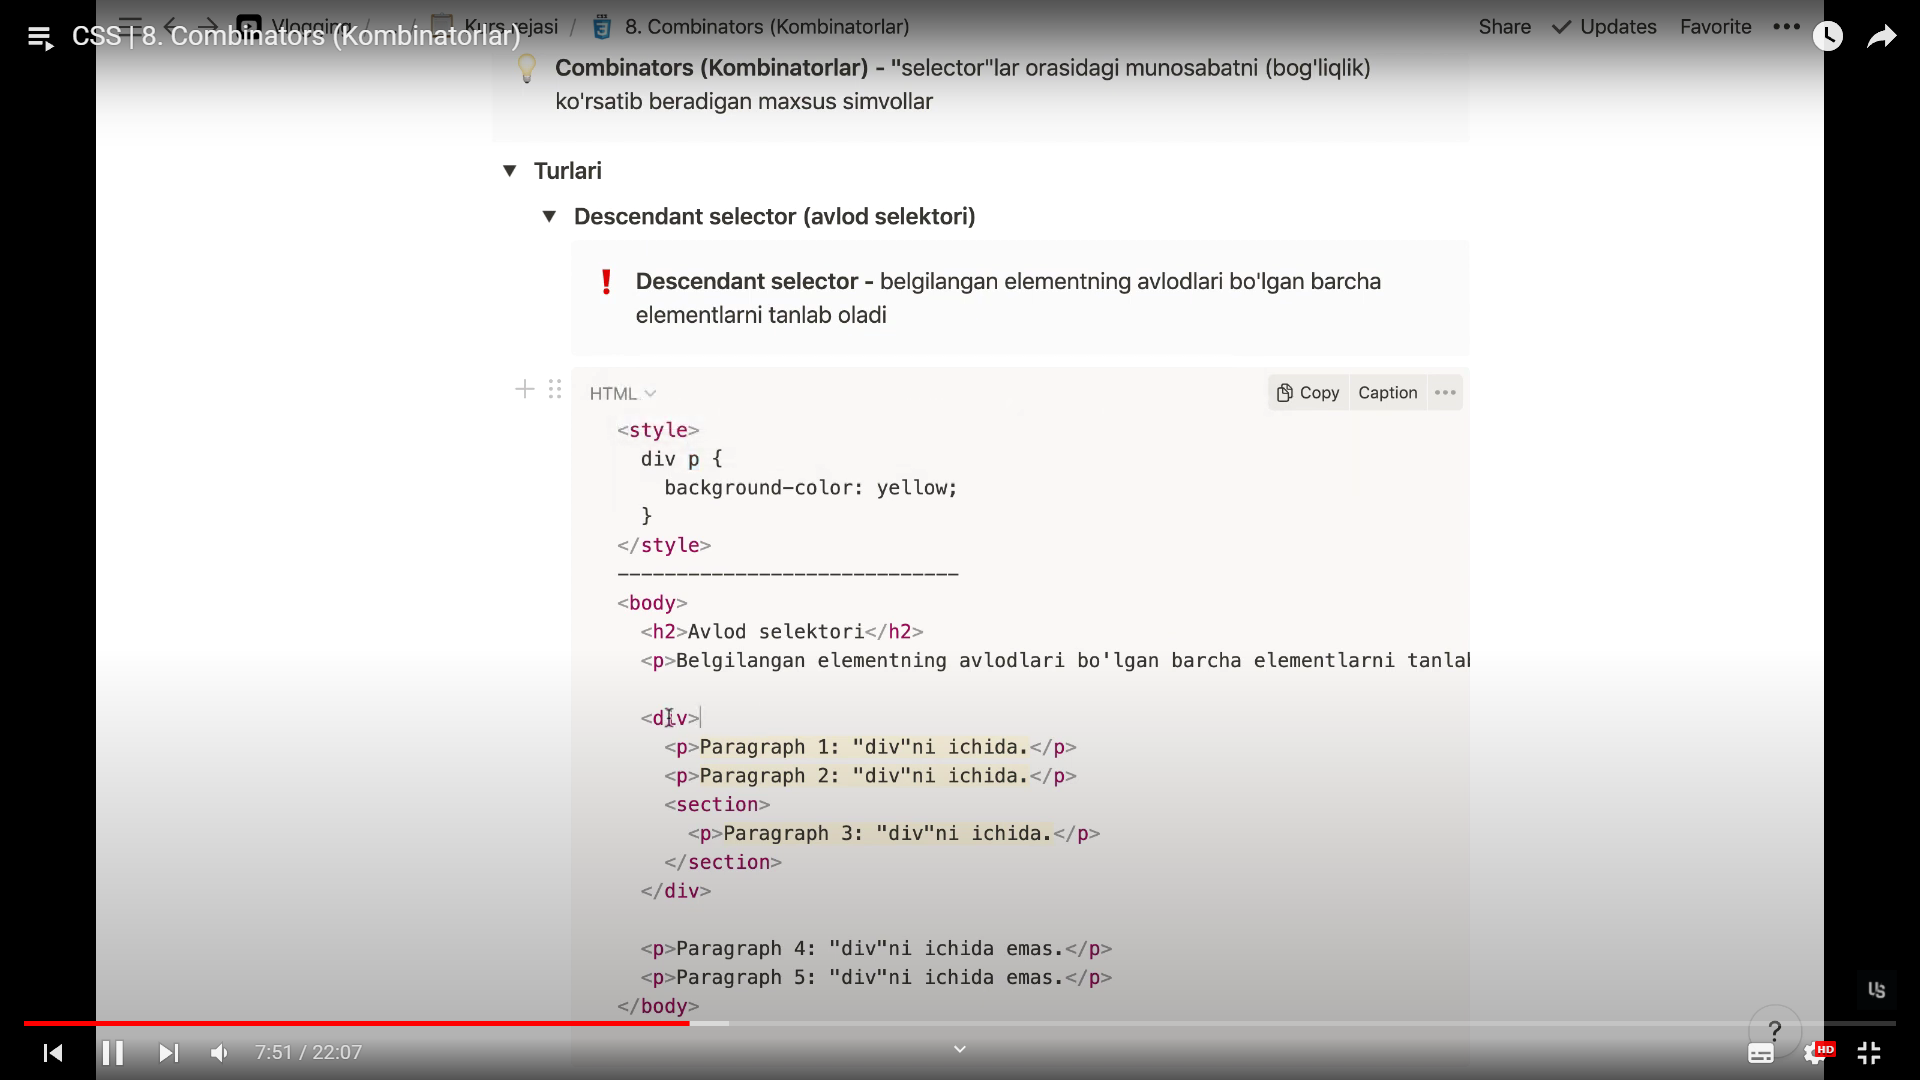 CSS | 8. Combinators (Kombinatorlar)
Vlogging / Kurs rejasi / 8. Combinators (Kombinatorlar)
Share Updates Favorite
Combinators (Kombinatorlar) - "selector"lar orasidagi munosabatni (bog'liqlik)
ko'rsatib beradigan maxsus simvollar
Turlari
Descendant selector (avlod selektori)
Descendant selector - belgilangan elementning avlodlari bo'lgan barcha
elementlarni tanlab oladi
HTML
Copy Caption
<style>
div p {
background-color: yellow;
}
</style>
-----------------------------
<body>
<h2>Avlod selektori</h2>
<p>Belgilangan elementning avlodlari bo'lgan barcha elementlarni tanlab
<div>
<p>Paragraph 1: "div"ni ichida.</p>
<p>Paragraph 2: "div"ni ichida.</p>
<section>
<p>Paragraph 3: "div"ni ichida.</p>
</section>
</div>
<p>Paragraph 4: "div"ni ichida emas.</p>
<p>Paragraph 5: "div"ni ichida emas.</p>
</body>
?
7:51 / 22:07
HD